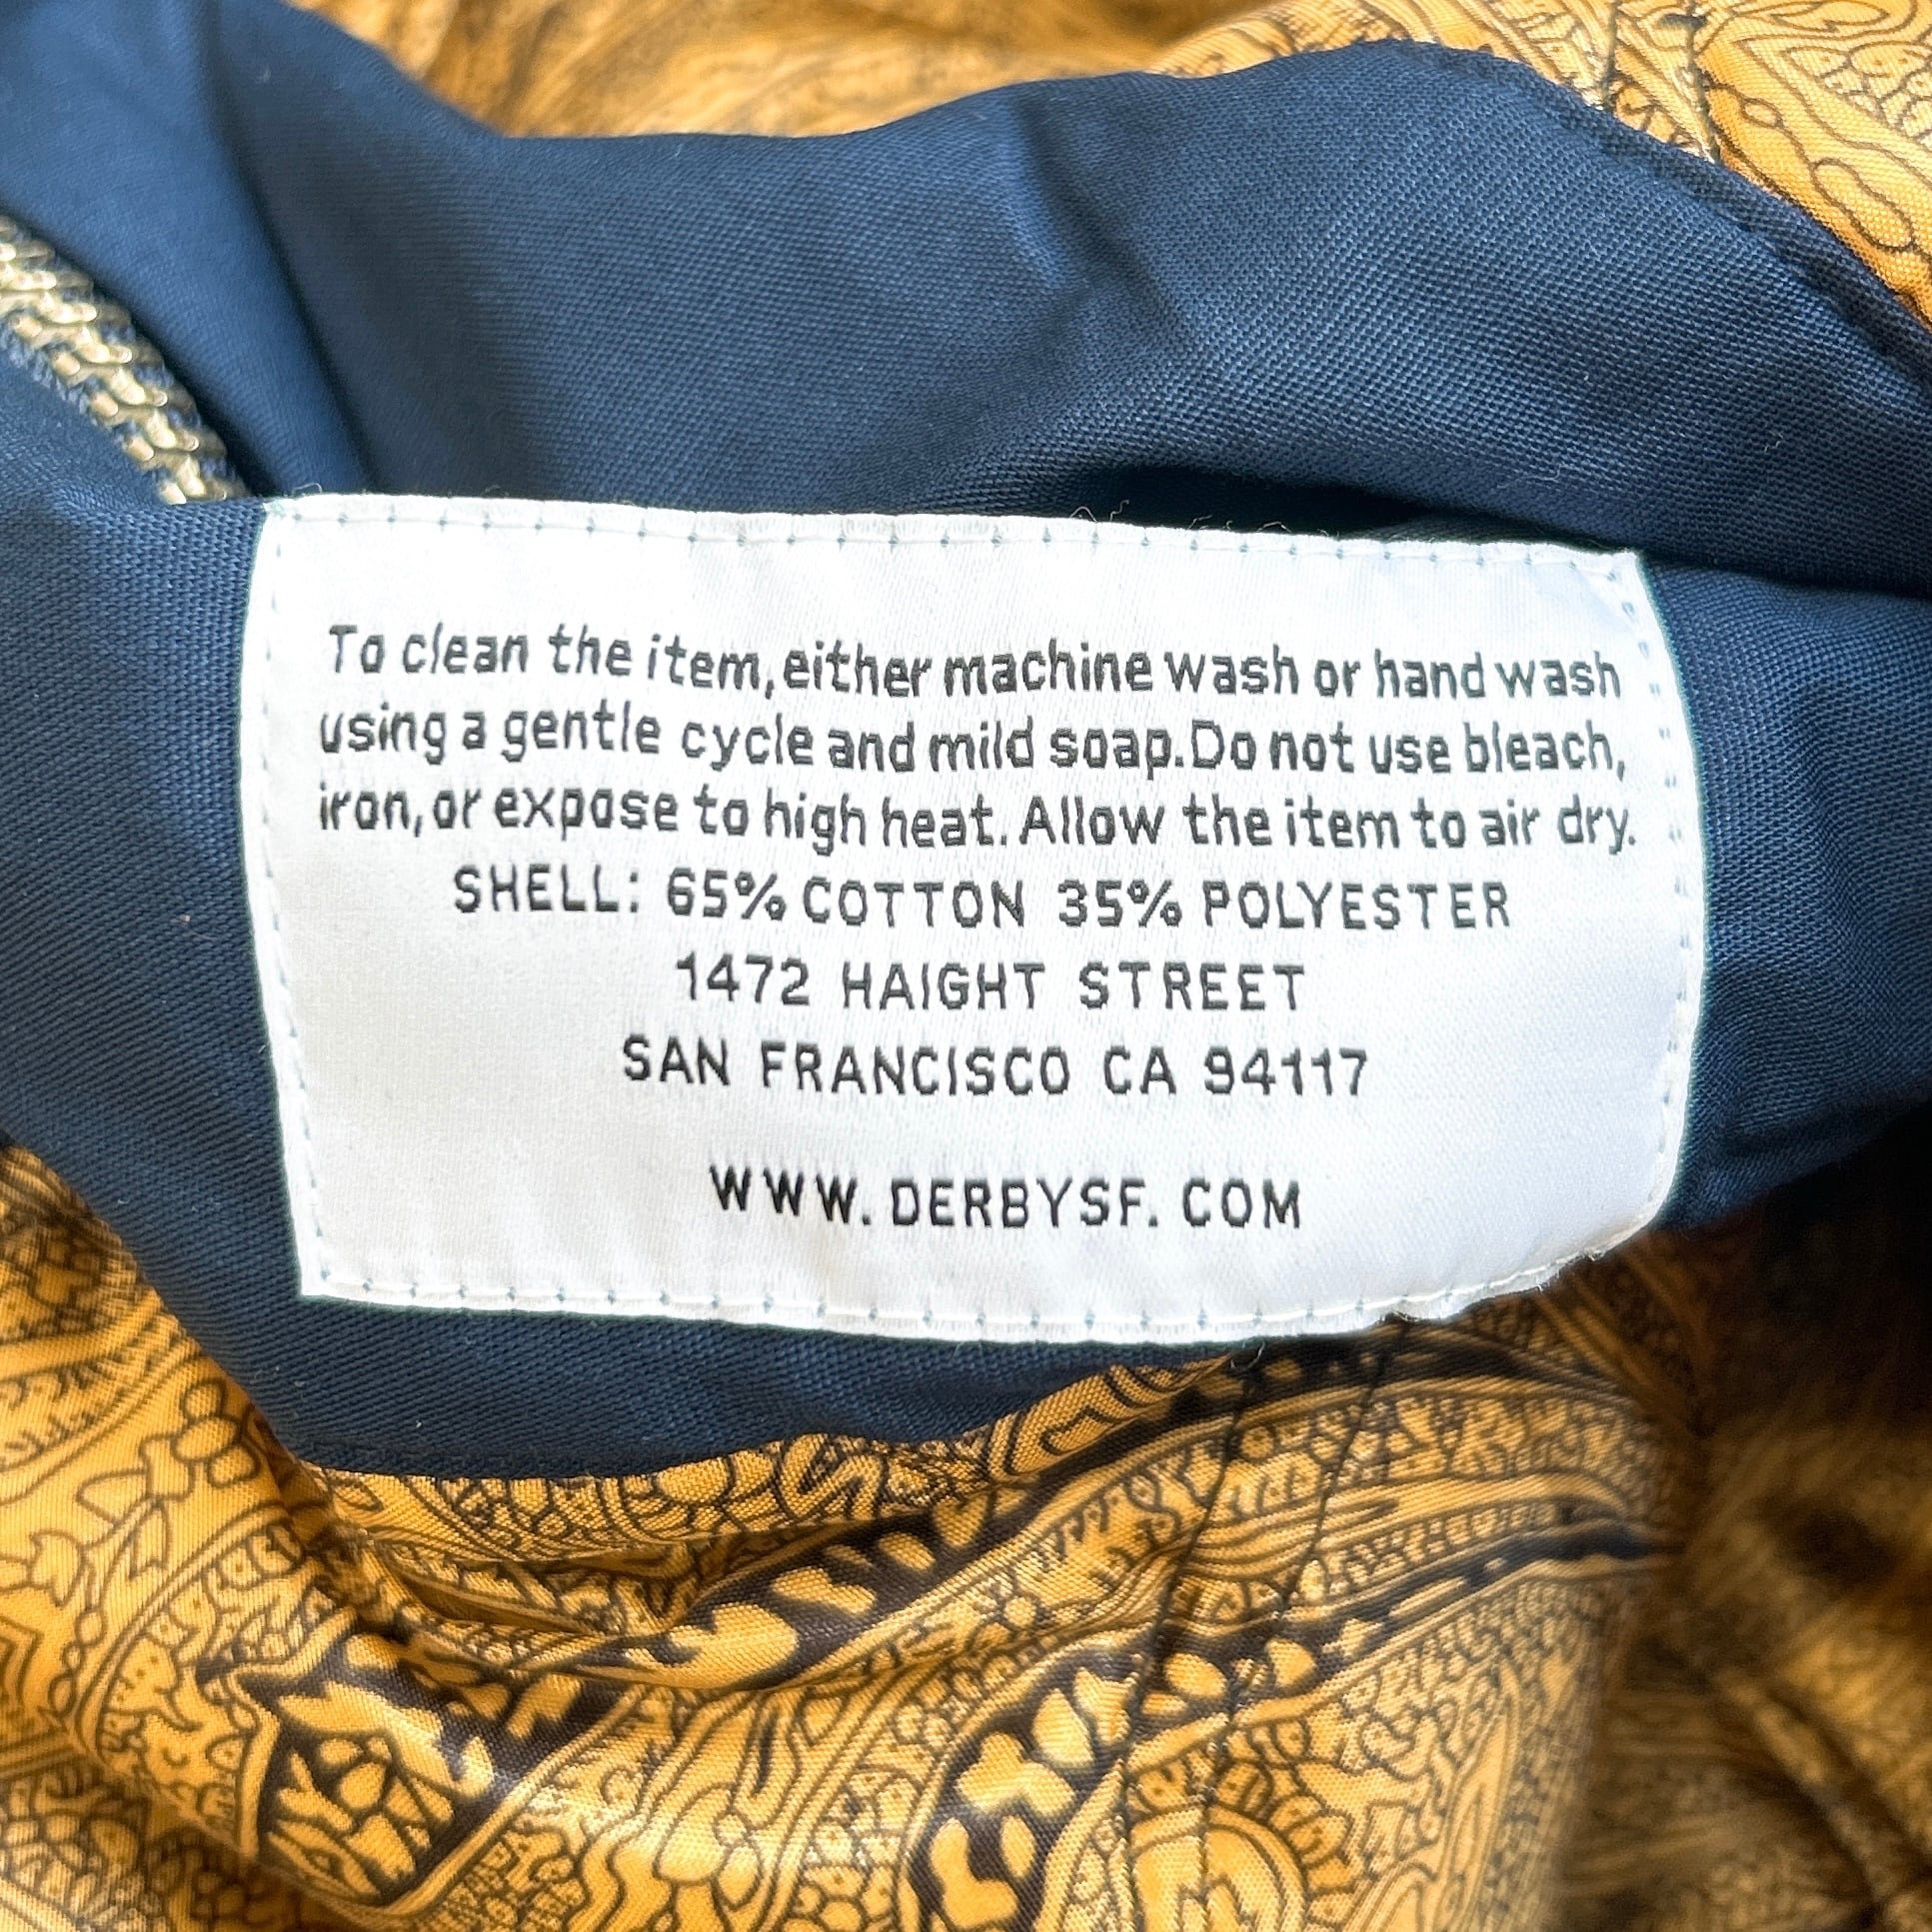 To clean the item, either machine wash or hand wash
using a gentle cycle and mild soap. Do not use bleach,
iron, or expose to high heat. Allow the item to air dry.
SHELL: 65% COTTON 35% POLYESTER
1472 HAIGHT STREET
SAN FRANCISCO CA 94117
WWW. DERBYSF. COM